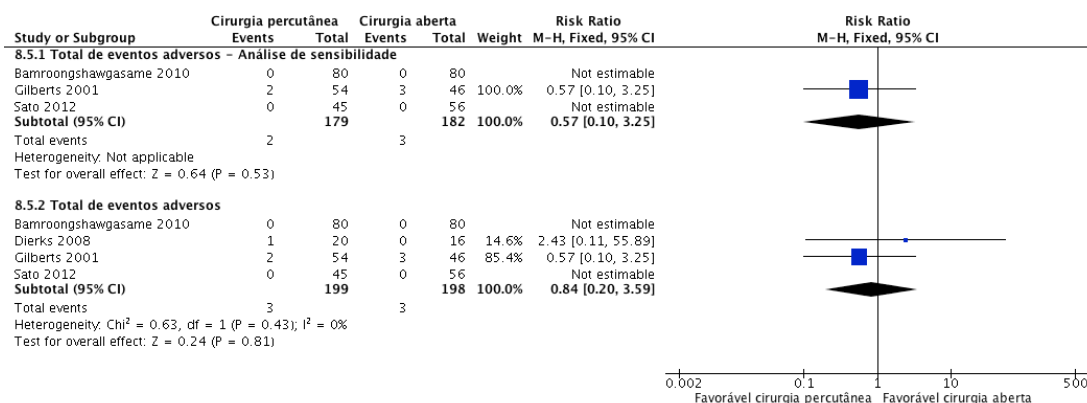 Cirurgia percutânea Cirurgia aberta Risk Ratio Risk Ratio
Study or Subgroup Events Total Events Total Weight M-H, Fixed, 95% CI M-H, Fixed, 95% CI
8.5.1 Total de eventos adversos – Análise de sensibilidade
Bamroongshawgasame 2010 0 80 0 80 Not estimable
Gilberts 2001 2 54 3 46 100.0% 0.57 [0.10, 3.25]
Sato 2012 0 45 0 56 Not estimable
Subtotal (95% CI) 179 182 100.0% 0.57 [0.10, 3.25]
Total events 2 3
Heterogeneity: Not applicable
Test for overall effect: Z = 0.64 (P = 0.53)
8.5.2 Total de eventos adversos
Bamroongshawgasame 2010 0 80 0 80 Not estimable
Dierks 2008 1 20 0 16 14.6% 2.43 [0.11, 55.89]
Gilberts 2001 2 54 3 46 85.4% 0.57 [0.10, 3.25]
Sato 2012 0 45 0 56 Not estimable
Subtotal (95% CI) 199 198 100.0% 0.84 [0.20, 3.59]
Total events 3 3
Heterogeneity: Chi² = 0.63, df = 1 (P = 0.43); I² = 0%
Test for overall effect: Z = 0.24 (P = 0.81)
0.002 0.1 1 10 500
Favorável cirurgia percutânea Favorável cirurgia aberta